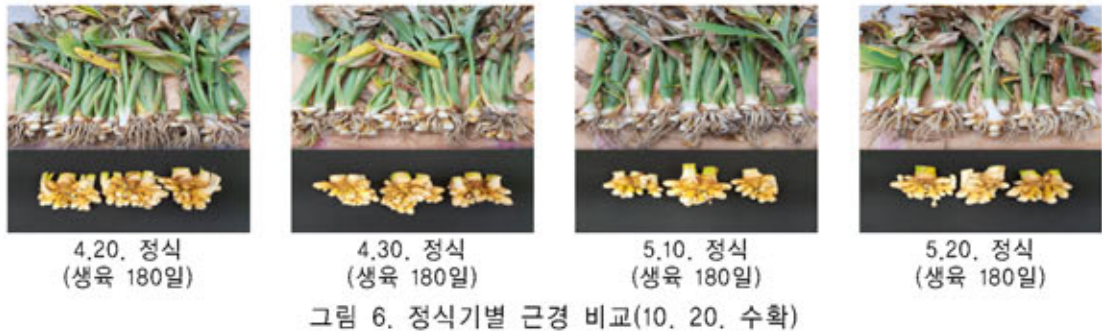 4.20. 정식
(생육 180일)
4.30. 정식
(생육 180일)
5.10. 정식
(생육 180일)
5.20. 정식
(생육 180일)
그림 6. 정식기별 근경 비교(10. 20. 수확)